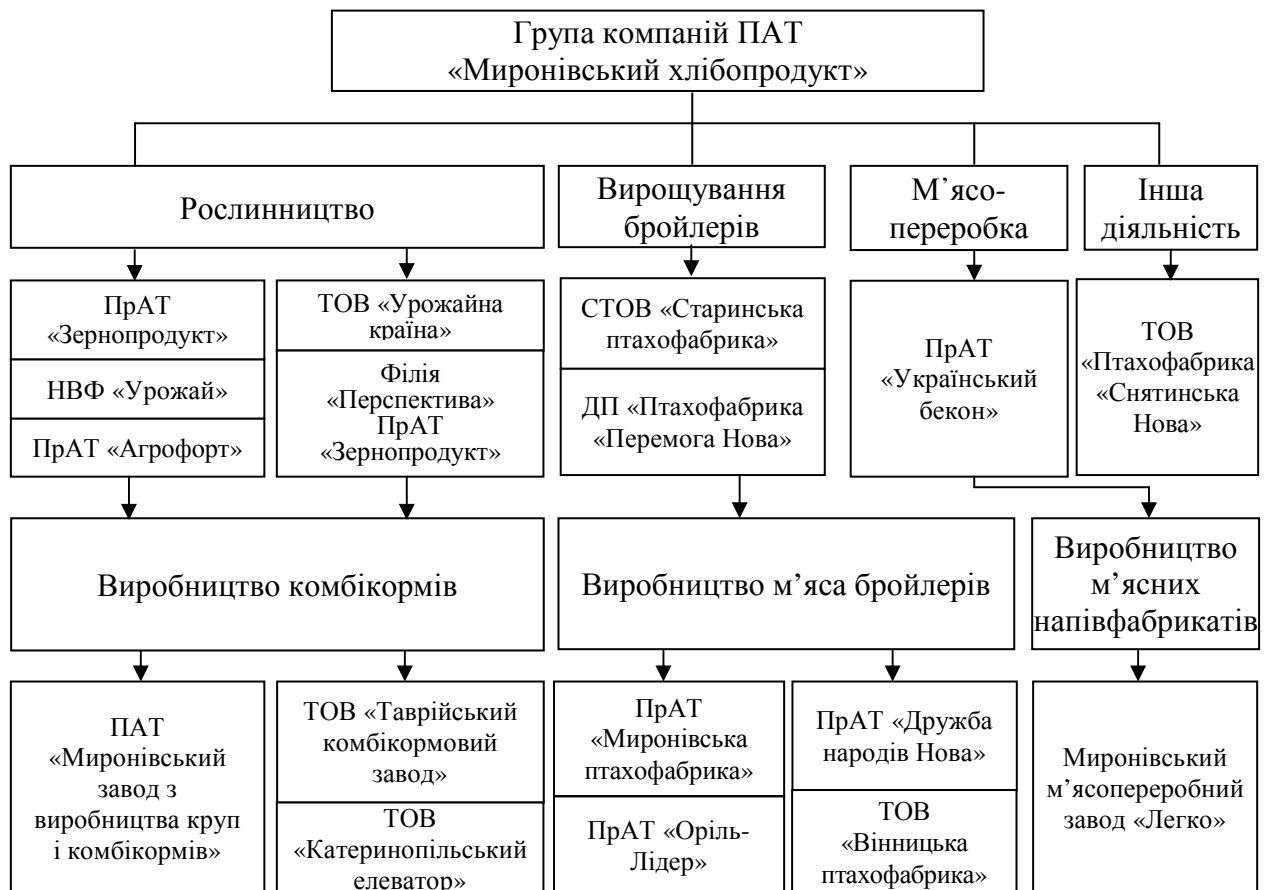 Група компаній ПАТ
«Миронівський хлібопродукт»
Рослинництво
Вирощування
бройлерів
М’ясо-
переробка
Інша
діяльність
ПрАТ
«Зернопродукт»
НВФ «Урожай»
ПрАТ «Агрофорт»
ТОВ «Урожайна
країна»
Філія
«Перспектива»
ПрАТ
«Зернопродукт»
СТОВ «Старинська
птахофабрика»
ДП «Птахофабрика
«Перемога Нова»
ПрАТ
«Український
бекон»
ТОВ
«Птахофабрика
«Снятинська
Нова»
Виробництво комбікормів
Виробництво м’яса бройлерів
Виробництво
м’ясних
напівфабрикатів
ПАТ
«Миронівський
завод з
виробництва круп
і комбікормів»
ТОВ «Таврійський
комбікормовий
завод»
ТОВ
«Катеринопільський
елеватор»
ПрАТ
«Миронівська
птахофабрика»
ПрАТ «Оріль-
Лідер»
ПрАТ «Дружба
народів Нова»
ТОВ
«Вінницька
птахофабрика»
Миронівський
м’ясопереробний
завод «Легко»